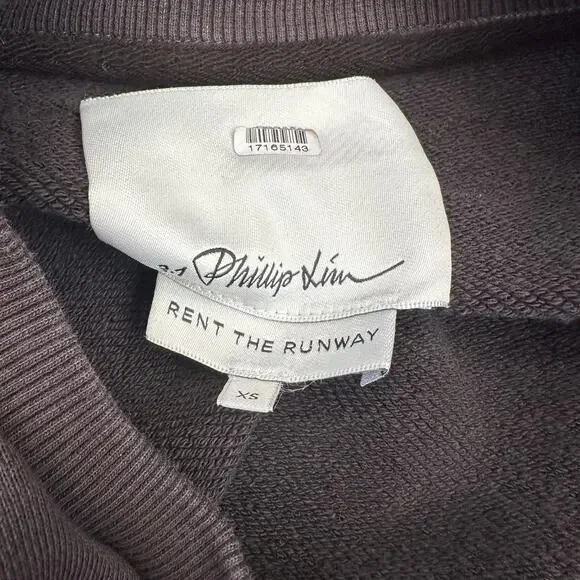 17165143
3.1 Phillip Lim
RENT THE RUNWAY
XS